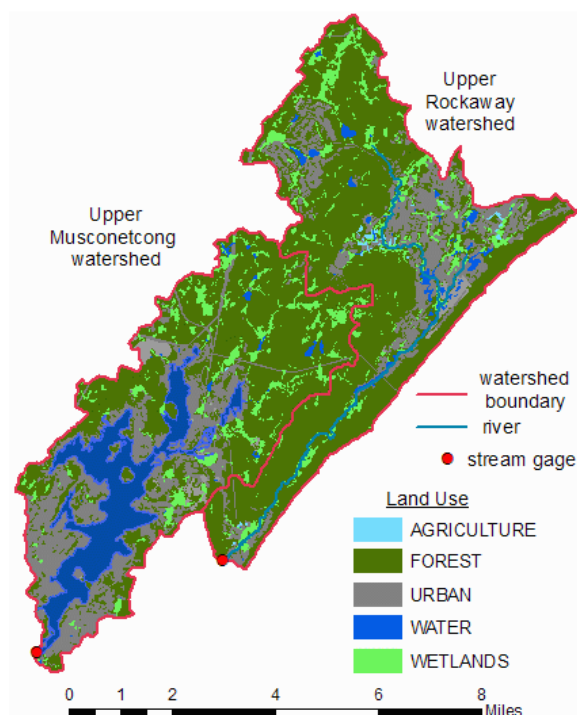 Upper
Rockaway
watershed
Upper
Musconetcong
watershed
watershed
boundary
river
stream gage
Land Use
AGRICULTURE
FOREST
URBAN
WATER
WETLANDS
0 1 2 4 6 8
Miles